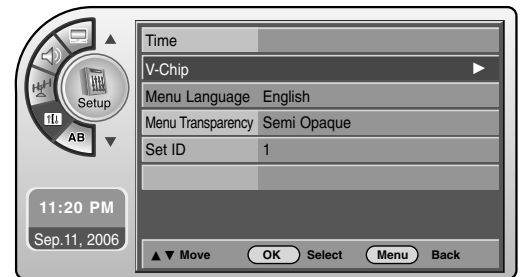 Setup
AB
11:20 PM
Sep.11, 2006
Time
V-Chip ►
Menu Language English
Menu Transparency Semi Opaque
Set ID 1
▲▼ Move OK Select Menu Back